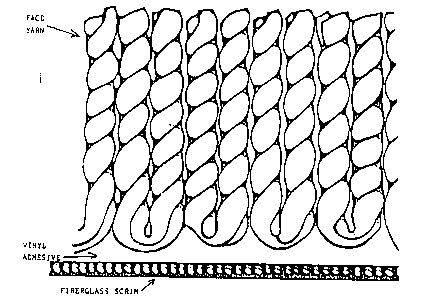 FACE
YARN
VINYL
ADHESIVE
FIBERGLASS SCRIM